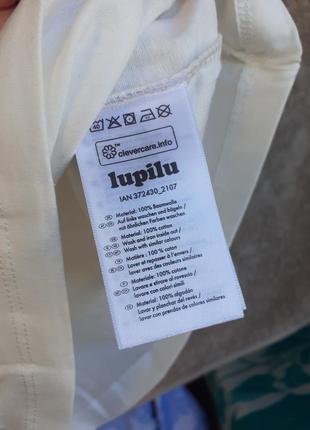 40
clevercare.info
lupilu
IAN 372430_2107
Material: 100% Baumwolle
Auf links waschen und bügeln /
mit ähnlichen Farben waschen
Material: 100% cotton
Wash and iron inside out /
Wash with similar colours
Matière : 100 % coton
Laver et repasser à l'envers /
laver avec des couleurs similaires
Materiale: 100% cotone
Lavare e stirare al rovescio /
lavare con colori simili
Material: 100% algodón
Lavar y planchar del revés /
lavar con prendas de colores similares